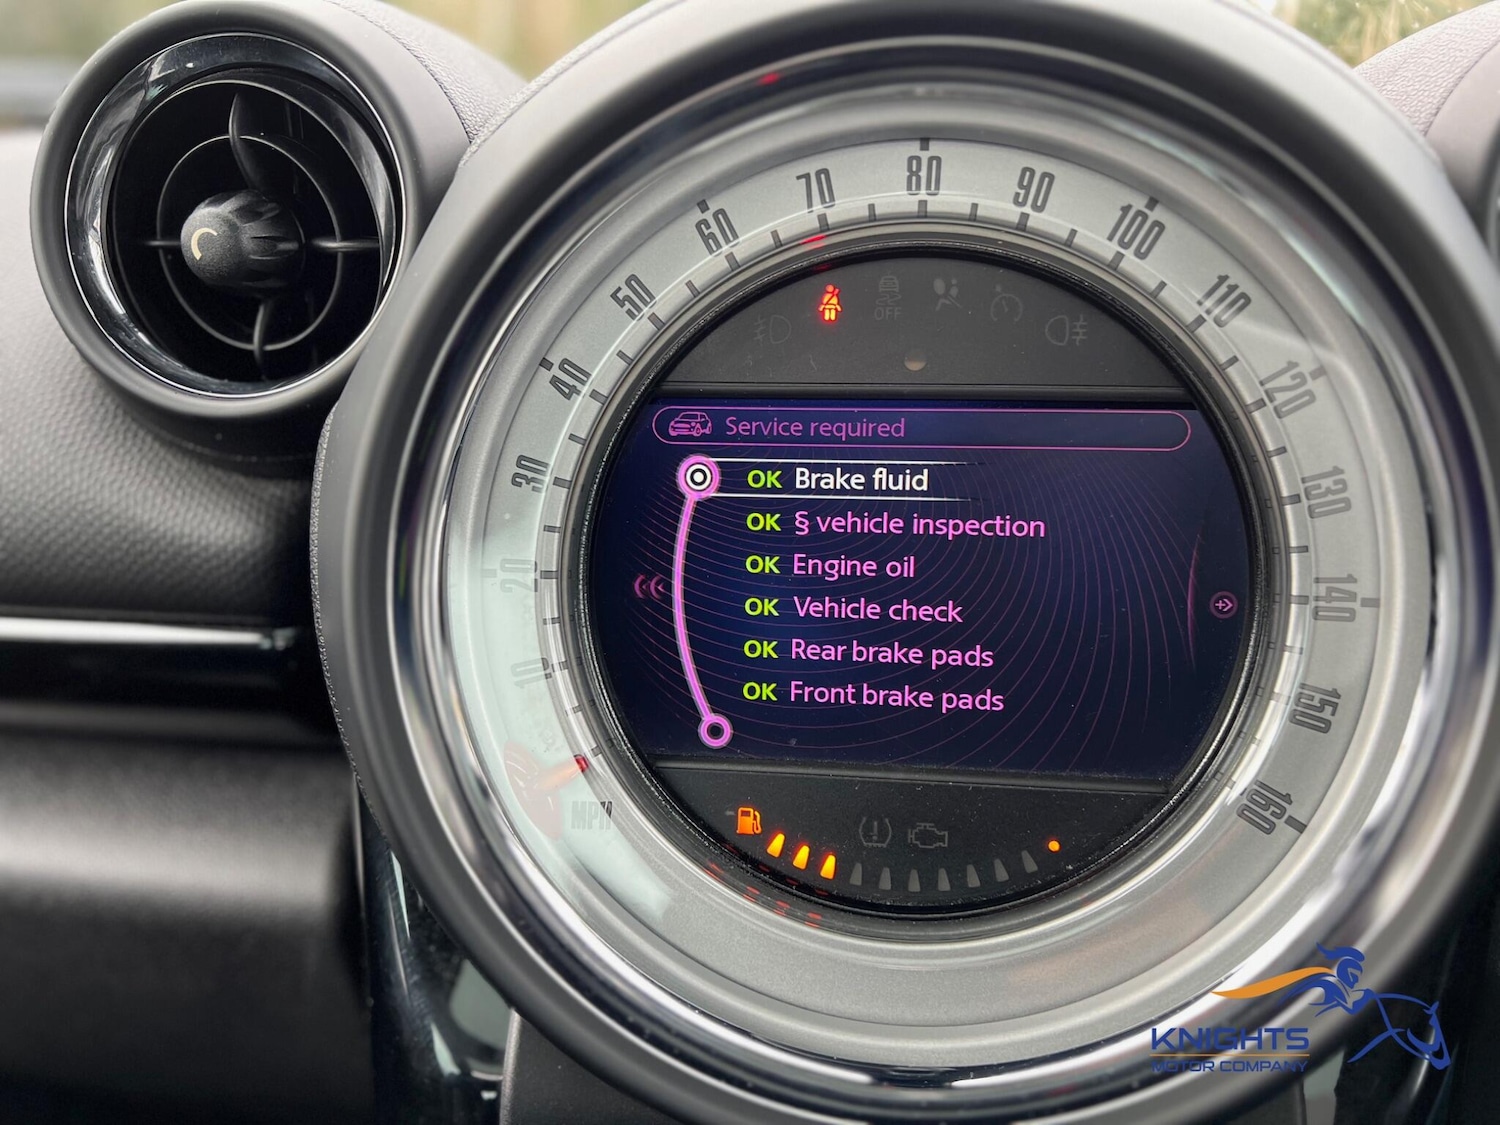 80
70
90
60
100
50
110
OFF
40
120
Service required
30
OK Brake fluid
130
OK § vehicle inspection
20
OK Engine oil
140
OK Vehicle check
10
OK Rear brake pads
OK Front brake pads
150
MPH
160
KNIGHTS
MOTOR COMPANY